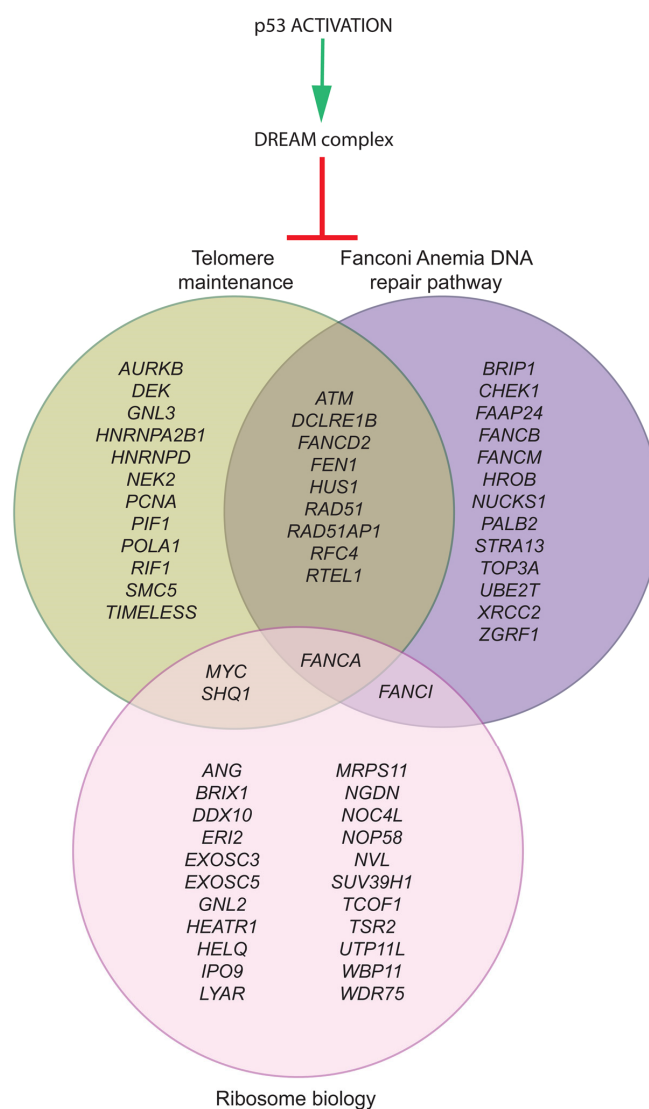 p53 ACTIVATION
DREAM complex
Telomere
maintenance
Fanconi Anemia DNA
repair pathway
AURKB
DEK
GNL3
HNRNPA2B1
HNRNPD
NEK2
PCNA
PIF1
POLA1
RIF1
SMC5
TIMELESS
ATM
DCLRE1B
FANCD2
FEN1
HUS1
RAD51
RAD51AP1
RFC4
RTEL1
BRIP1
CHEK1
FAAP24
FANCB
FANCM
HROB
NUCKS1
PALB2
STRA13
TOP3A
UBE2T
XRCC2
ZGRF1
MYC
SHQ1
FANCA
FANCI
ANG
BRIX1
DDX10
ERI2
EXOSC3
EXOSC5
GNL2
HEATR1
HELQ
IPO9
LYAR
MRPS11
NGDN
NOC4L
NOP58
NVL
SUV39H1
TCOF1
TSR2
UTP11L
WBP11
WDR75
Ribosome biology